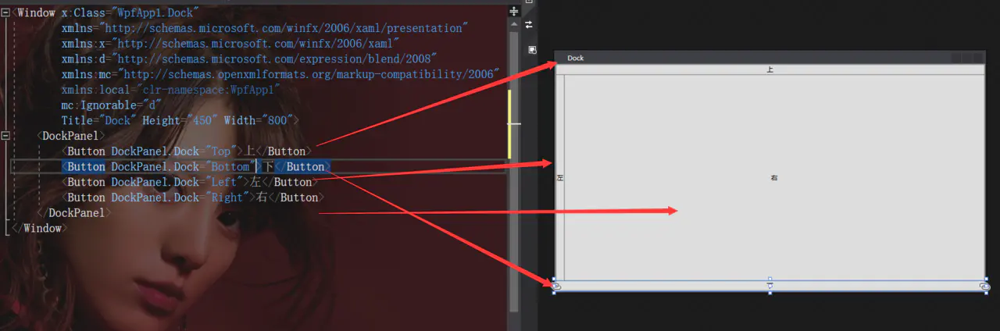 <Window x:Class="WpfApp1.Dock"
xmlns="http://schemas.microsoft.com/winfx/2006/xaml/presentation"
xmlns:x="http://schemas.microsoft.com/winfx/2006/xaml"
xmlns:d="http://schemas.microsoft.com/expression/blend/2008"
xmlns:mc="http://schemas.openxmlformats.org/markup-compatibility/2006"
xmlns:local="clr-namespace:WpfApp1"
mc:Ignorable="d"
Title="Dock" Height="450" Width="800">
<DockPanel>
<Button DockPanel.Dock="Top">上</Button>
<Button DockPanel.Dock="Bottom">下</Button>
<Button DockPanel.Dock="Left">左</Button>
<Button DockPanel.Dock="Right">右</Button>
</DockPanel>
</Window>
Dock
上
左
右
下